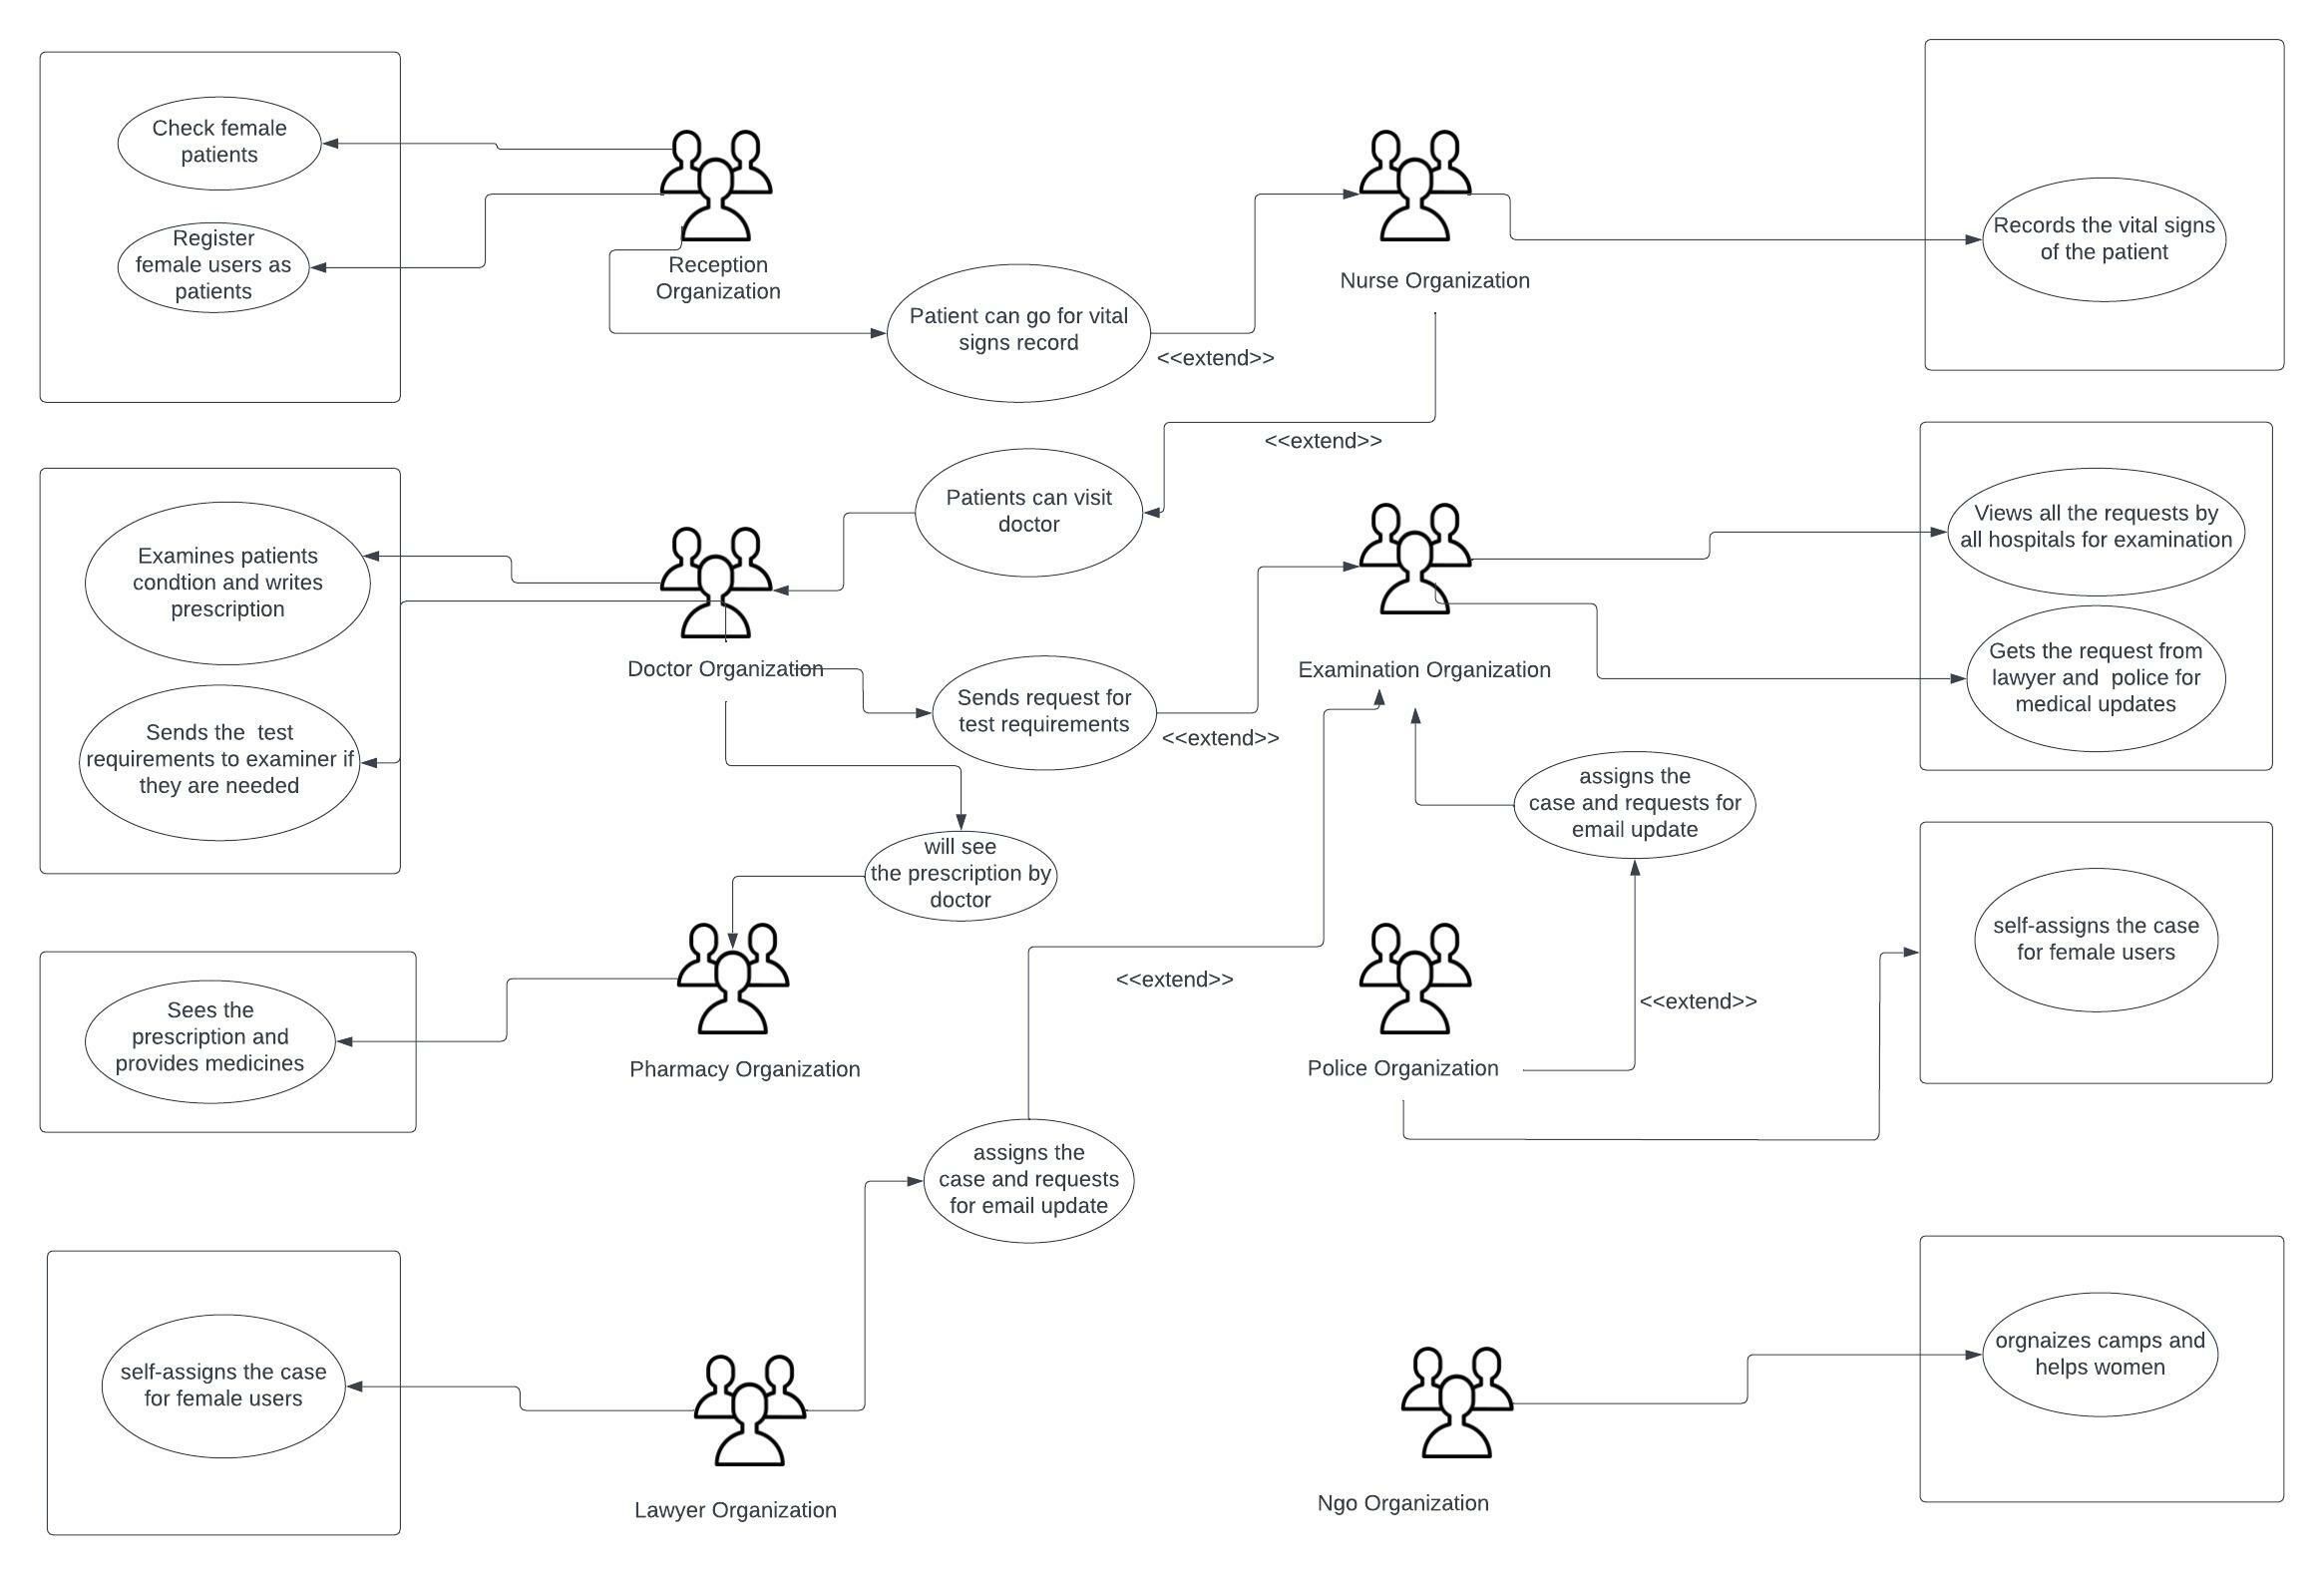 Check female
patients
Register
female users as
patients
Reception
Organization
Patient can go for vital
signs record
<<extend>>
Nurse Organization
Records the vital signs
of the patient
<<extend>>
Patients can visit
doctor
Examines patients
condtion and writes
prescription
Sends the  test
requirements to examiner if
they are needed
Doctor Organization
Sends request for
test requirements
<<extend>>
Examination Organization
Views all the requests by
all hospitals for examination
Gets the request from
lawyer and  police for
medical updates
assigns the
case and requests for
email update
will see
the prescription by
doctor
Sees the
prescription and
provides medicines
Pharmacy Organization
<<extend>>
Police Organization
<<extend>>
self-assigns the case
for female users
assigns the
case and requests
for email update
self-assigns the case
for female users
Lawyer Organization
Ngo Organization
orgnaizes camps and
helps women